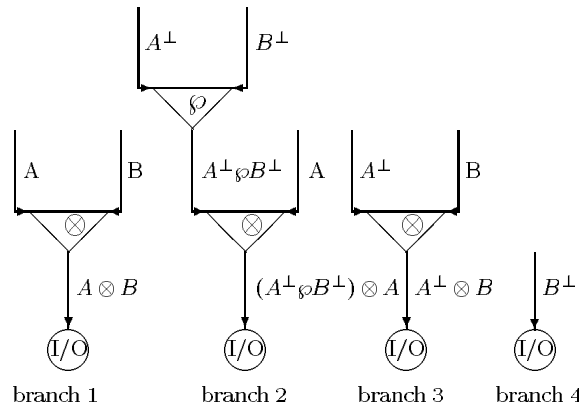 A⊥ B⊥
℘
A B A⊥℘B⊥ A A⊥ B
⊗ ⊗ ⊗
A ⊗ B (A⊥℘B⊥) ⊗ A A⊥ ⊗ B B⊥
I/O I/O I/O I/O
branch 1 branch 2 branch 3 branch 4